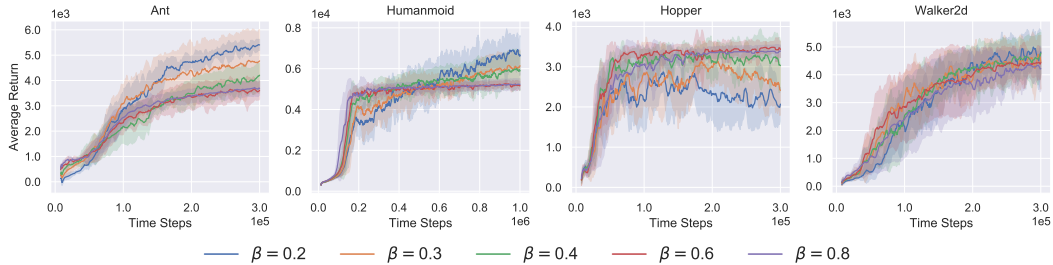 Ant
1e3
Average Return
6.0
5.0
4.0
3.0
2.0
1.0
0.0
0.0 1.0 2.0 3.0
Time Steps
1e5
Humanmoid
1e4
0.8
0.6
0.4
0.2
0.0
0.0 0.2 0.4 0.6 0.8 1.0
Time Steps
1e6
Hopper
1e3
4.0
3.0
2.0
1.0
0.0
0.0 1.0 2.0 3.0
Time Steps
1e5
Walker2d
1e3
5.0
4.0
3.0
2.0
1.0
0.0
0.0 1.0 2.0 3.0
Time Steps
1e5
β = 0.2 β = 0.3 β = 0.4 β = 0.6 β = 0.8